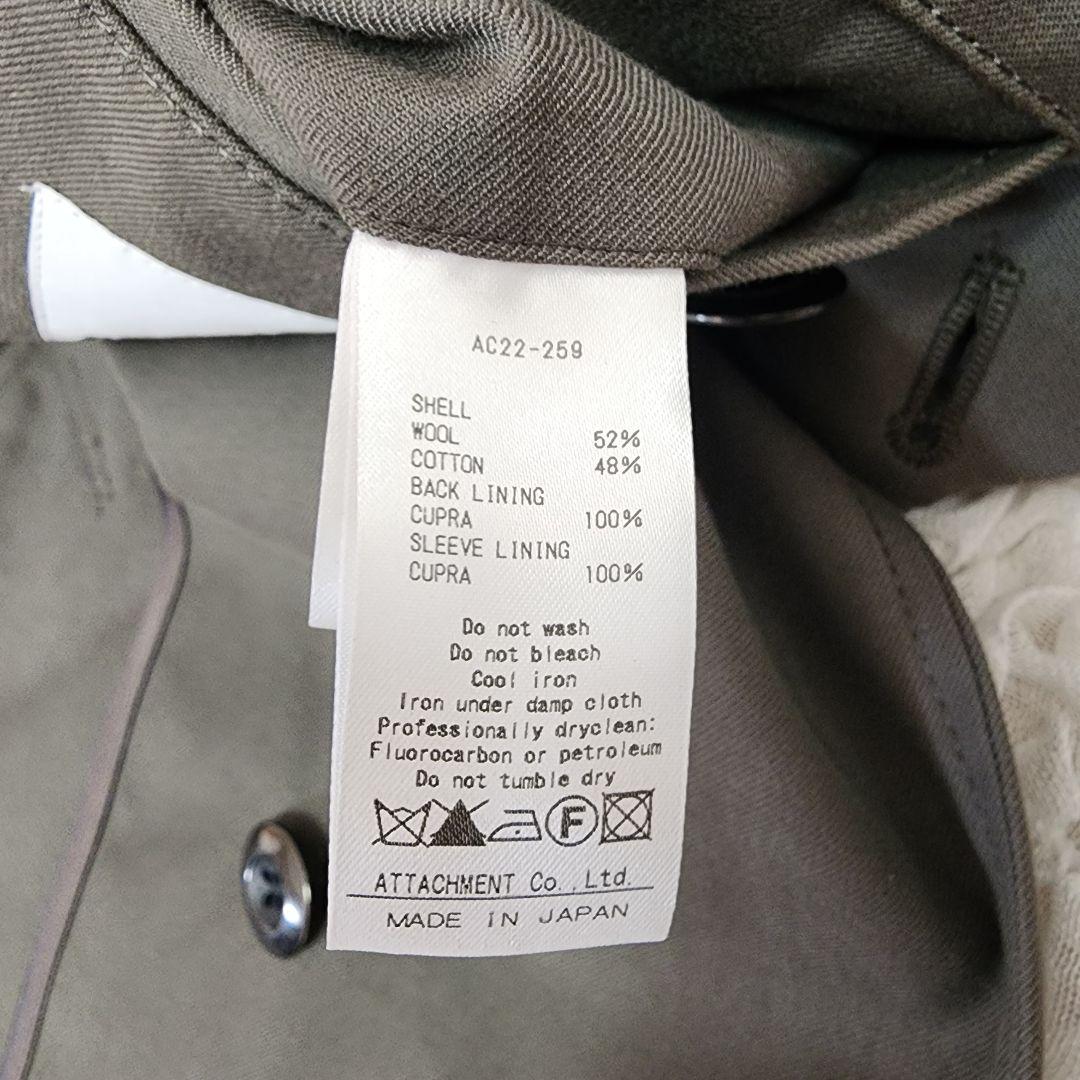 AC22-259
SHELL
WOOL 52%
COTTON 48%
BACK LINING
CUPRA 100%
SLEEVE LINING
CUPRA 100%
Do not wash
Do not bleach
Cool iron
Iron under damp cloth
Professionally dryclean:
Fluorocarbon or petroleum
Do not tumble dry
F
ATTACHMENT Co.,Ltd.
MADE IN JAPAN